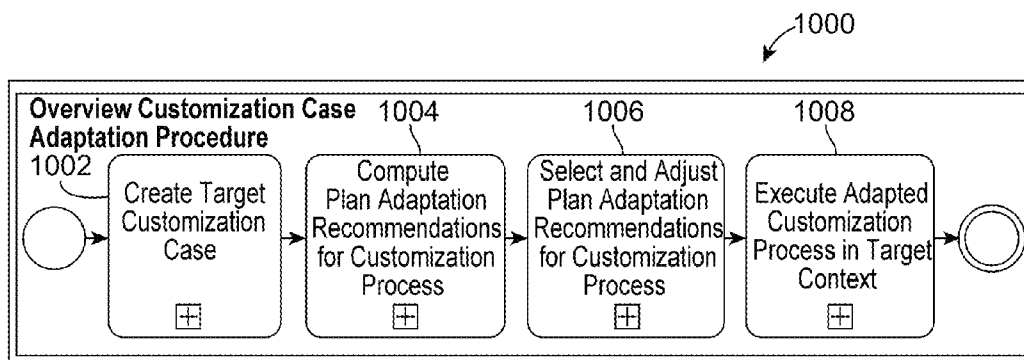 1000
Overview Customization Case
Adaptation Procedure
1002
1004
1006
1008
Create Target
Customization
Case
Compute
Plan Adaptation
Recommendations
for Customization
Process
Select and Adjust
Plan Adaptation
Recommendations
for Customization
Process
Execute Adapted
Customization
Process in Target
Context